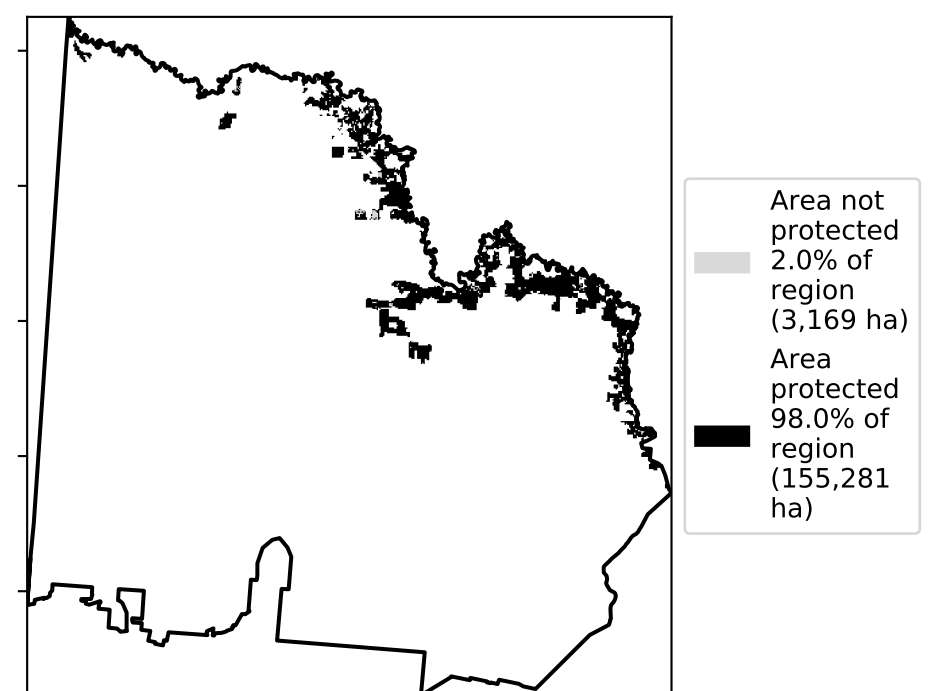 Area not
protected
2.0% of
region
(3,169 ha)
Area
protected
98.0% of
region
(155,281
ha)